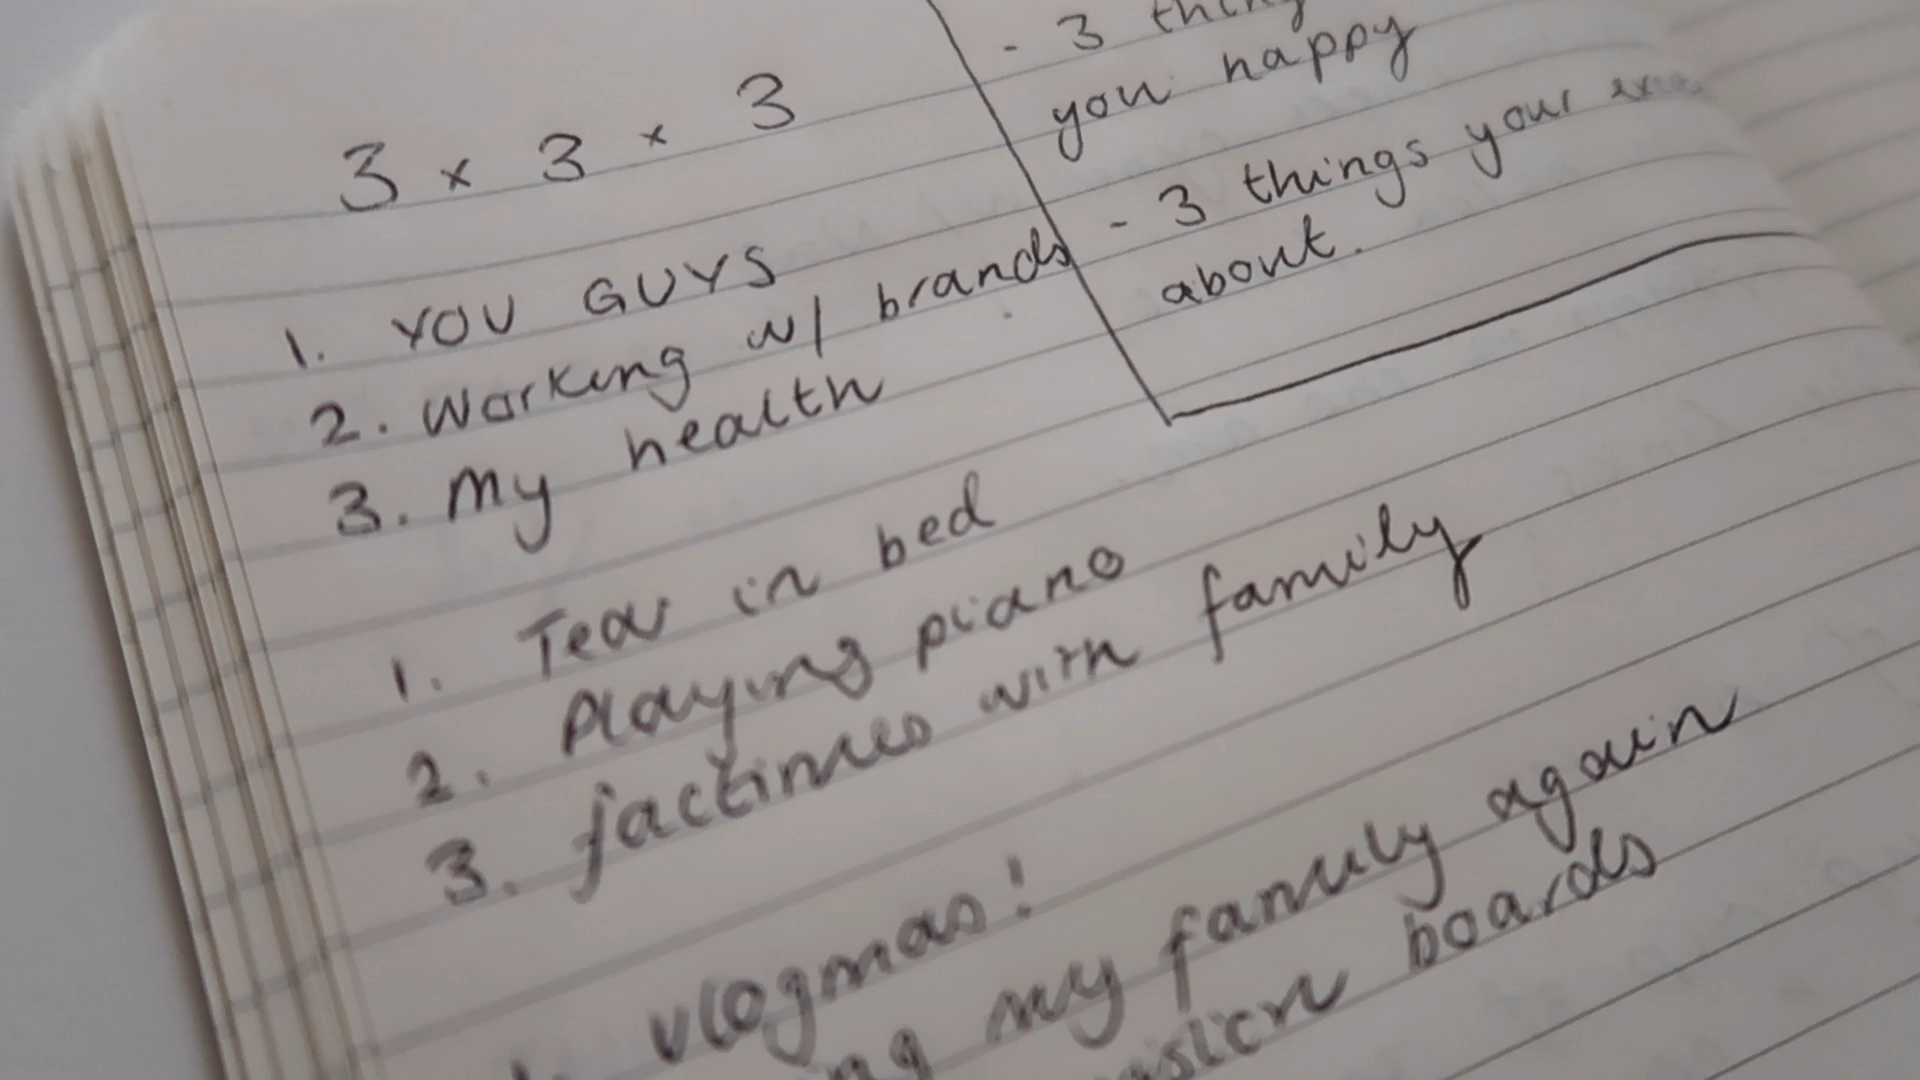 3 x 3 x 3
1. YOU GUYS
2. Working w/ brands
3. My health
- 3 thing
you happy
- 3 things your
about.
1. Tea in bed
2. Playing piano
3. factimes with family
vlogmas!
my family again
boards